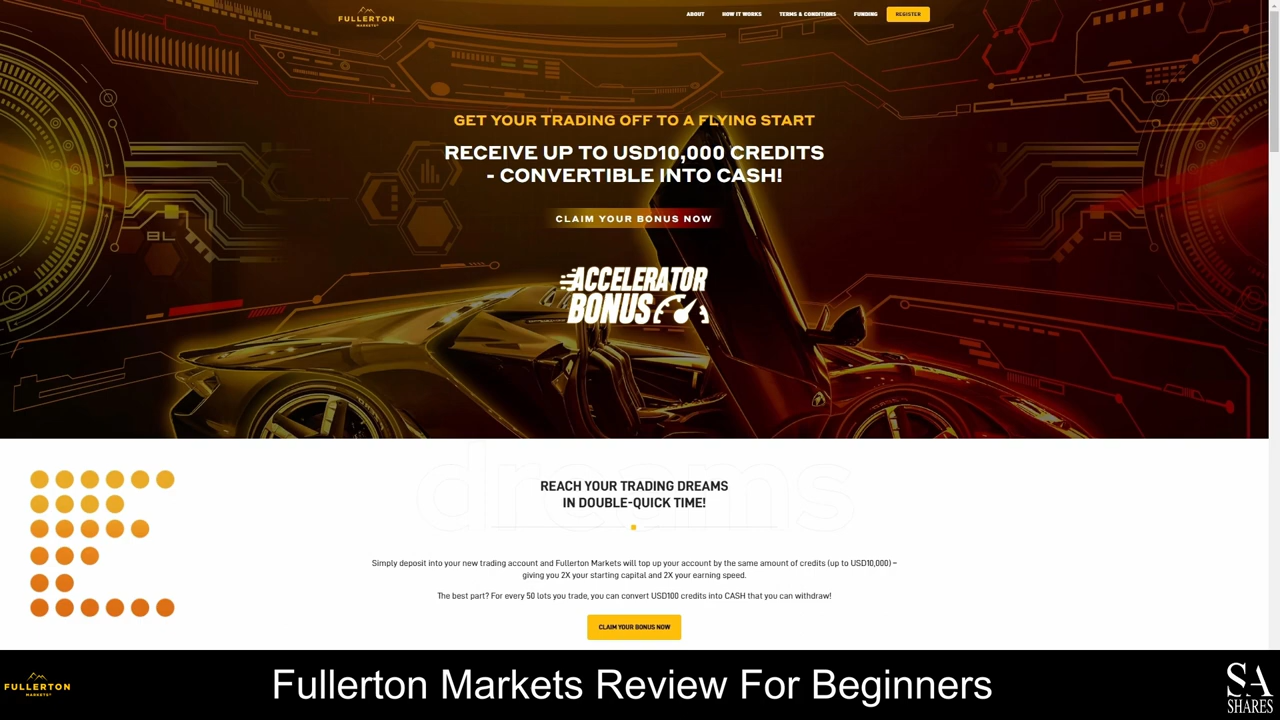 FULLERTON
MARKETS
ABOUT
HOW IT WORKS
TERMS & CONDITIONS
FUNDING
REGISTER
GET YOUR TRADING OFF TO A FLYING START
RECEIVE UP TO USD10,000 CREDITS
- CONVERTIBLE INTO CASH!
CLAIM YOUR BONUS NOW
8L
J8
ACCELERATOR
BONUS
dreams
REACH YOUR TRADING DREAMS
IN DOUBLE-QUICK TIME!
Simply deposit into your new trading account and Fullerton Markets will top up your account by the same amount of credits (up to USD10,000) –
giving you 2X your starting capital and 2X your earning speed.
The best part? For every 50 lots you trade, you can convert USD100 credits into CASH that you can withdraw!
CLAIM YOUR BONUS NOW
FULLERTON
MARKETS
Fullerton Markets Review For Beginners
SA
SHARES